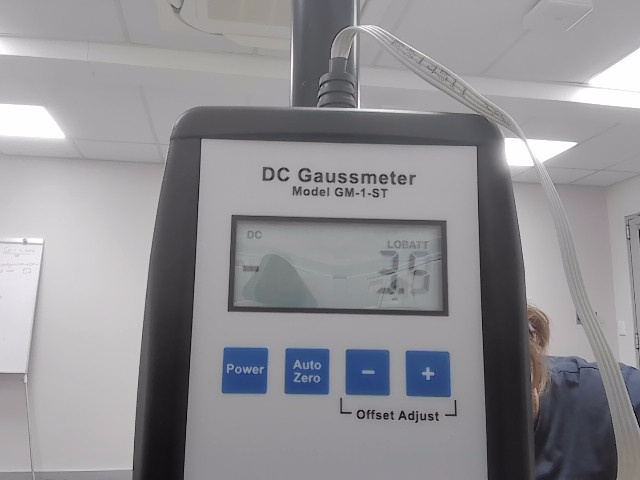 DC Gaussmeter
Model GM-1-ST
DC
LOBATT
Power
Auto
Zero
-
+
Offset Adjust